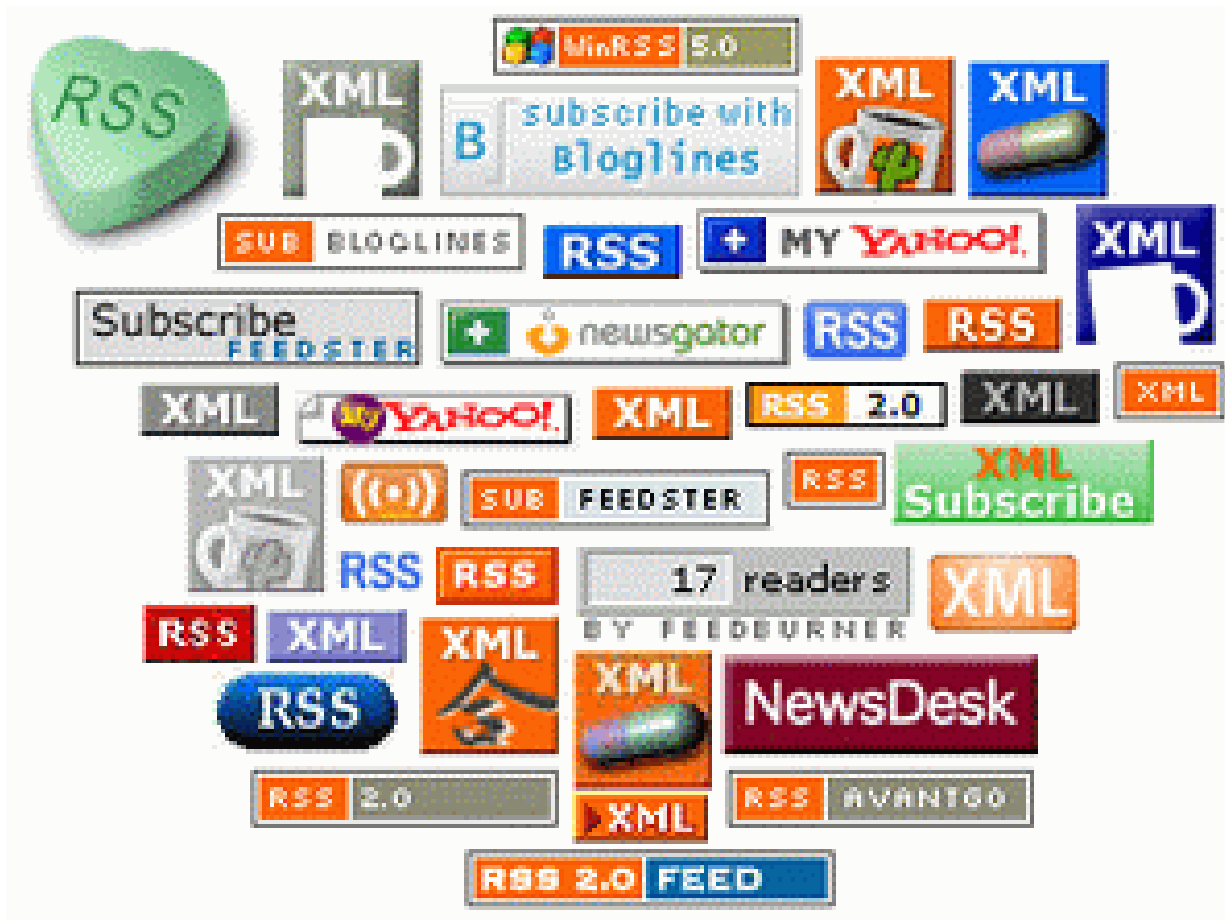 WinRSS 5.0
RSS
XML
B subscribe with
Bloglines
XML
XML
SUB BLOGLINES
RSS
+ MY YAHOO!.
XML
Subscribe
FEEDSTER
+ newsgator
RSS
RSS
XML
My YAHOO!.
XML
RSS 2.0
XML
XML
XML
SUB FEEDSTER
RSS
XML
Subscribe
RSS
RSS
17 readers
BY FEEDBURNER
XML
RSS
XML
XML
RSS
XML
NewsDesk
RSS 2.0
XML
RSS AVANTGO
RSS 2.0 FEED